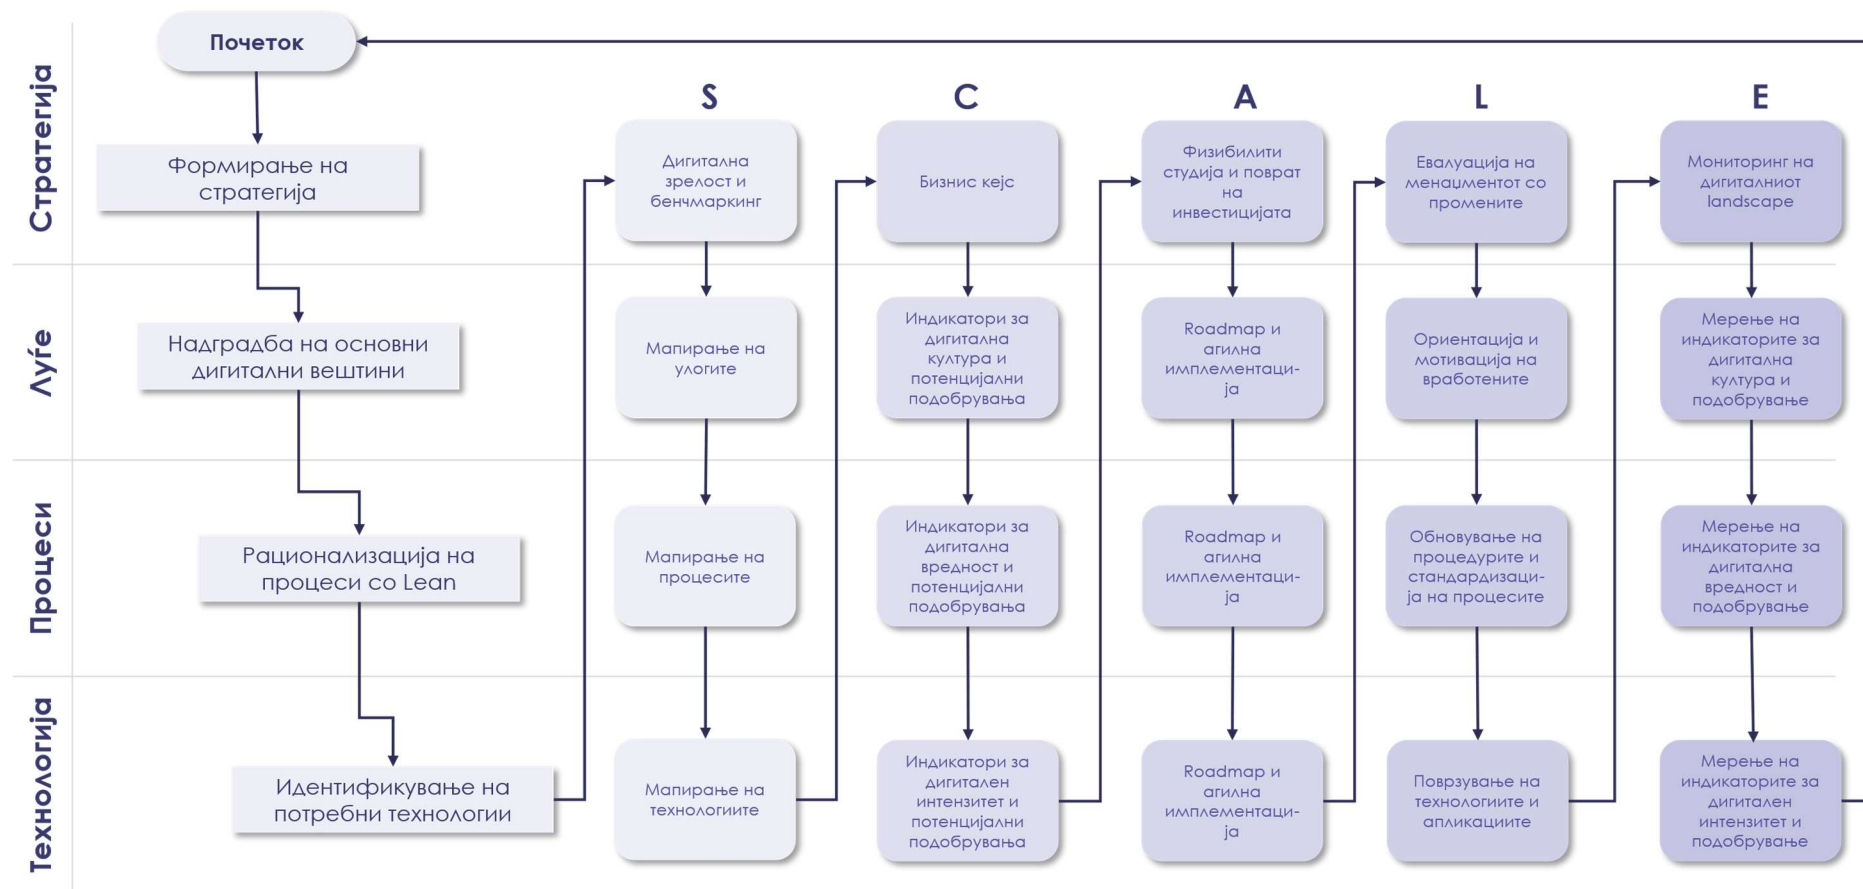 Почеток
Стратегија
Формирање на
стратегија
Луѓе
Надградба на основни
дигитални вештини
Процеси
Рационализација на
процеси со Lean
Технологија
Идентификување на
потребни технологии
S
Дигитална
зрелост и
бенчмаркинг
Мапирање на
улогите
Мапирање на
процесите
Мапирање на
технологиите
C
Бизнис кејс
Индикатори за
дигитална
култура и
потенцијални
подобрувања
Индикатори за
дигитална
вредност и
потенцијални
подобрувања
Индикатори за
дигитален
интензитет и
потенцијални
подобрувања
A
Физибилити
студија и поврат
на
инвестицијата
Roadmap и
агилна
имплементаци-
ја
Roadmap и
агилна
имплементаци-
ја
Roadmap и
агилна
имплементаци-
ја
L
Евалуација на
менаџментот со
промените
Ориентација и
мотивација на
вработените
Обновување на
процедурите и
стандардизаци-
ја на процесите
Поврзување на
технологиите и
апликациите
E
Мониторинг на
дигиталниот
landscape
Мерење на
индикаторите за
дигитална
култура и
подобрување
Мерење на
индикаторите за
дигитална
вредност и
подобрување
Мерење на
индикаторите за
дигитален
интензитет и
подобрување